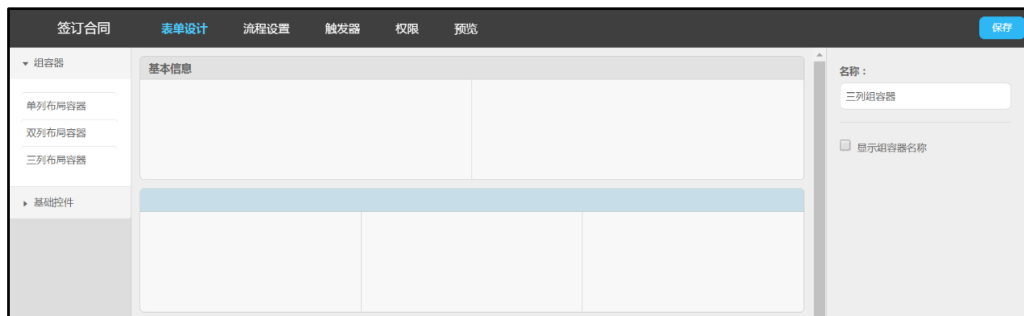 签订合同 表单设计 流程设置 触发器 权限 预览 保存
组容器
单列布局容器
双列布局容器
三列布局容器
基础控件
基本信息
名称：
三列组容器
显示组容器名称